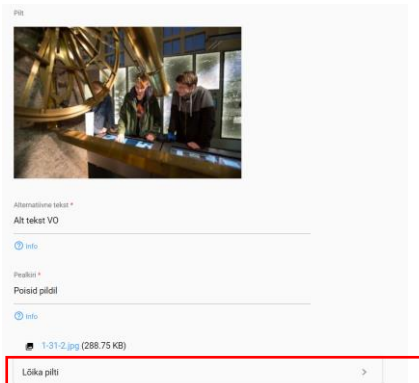 Pilt
Alternatiivne tekst *
Alt tekst VO
Info
Pealkiri *
Poisid pildil
Info
1-31-2.jpg (288.75 KB)
Lõika pilti